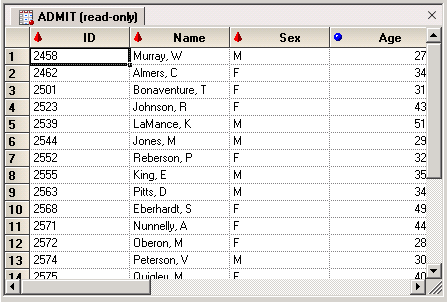 ADMIT (read-only)
ID Name Sex Age
1 2458 Murray, W M 27
2 2462 Almers, C F 34
3 2501 Bonaventure, T F 31
4 2523 Johnson, R F 43
5 2539 LaMance, K M 51
6 2544 Jones, M M 29
7 2552 Reberson, P F 32
8 2555 King, E M 35
9 2563 Pitts, D M 34
10 2568 Eberhardt, S F 49
11 2571 Nunnelly, A F 44
12 2572 Oberon, M F 28
13 2574 Peterson, V M 30
14 2575 Quigley, M F 40